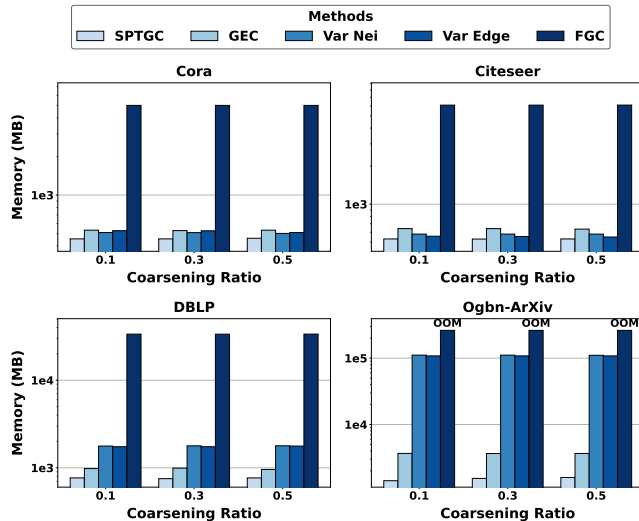 Methods
SPTGC GEC Var Nei Var Edge FGC
Cora
Memory (MB)
1e3
0.1 0.3 0.5
Coarsening Ratio
Citeseer
1e3
0.1 0.3 0.5
Coarsening Ratio
DBLP
Memory (MB)
1e4
1e3
0.1 0.3 0.5
Coarsening Ratio
Ogbn-ArXiv
OOM OOM OOM
1e5
1e4
0.1 0.3 0.5
Coarsening Ratio